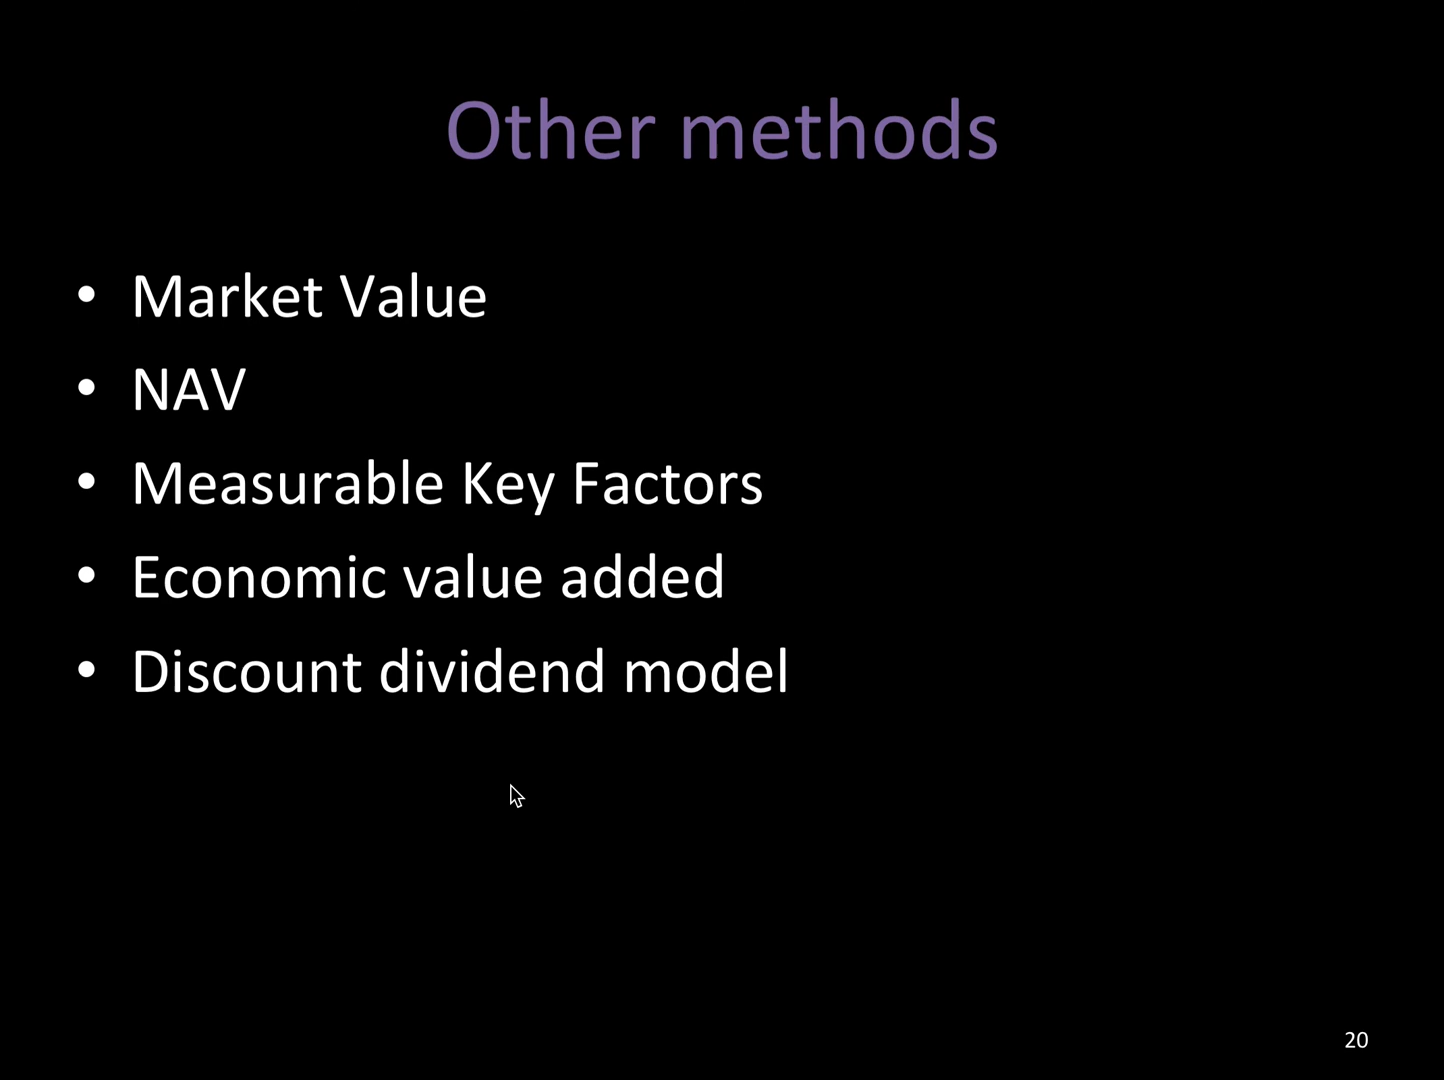 Other methods
• Market Value
• NAV
• Measurable Key Factors
• Economic value added
• Discount dividend model
20